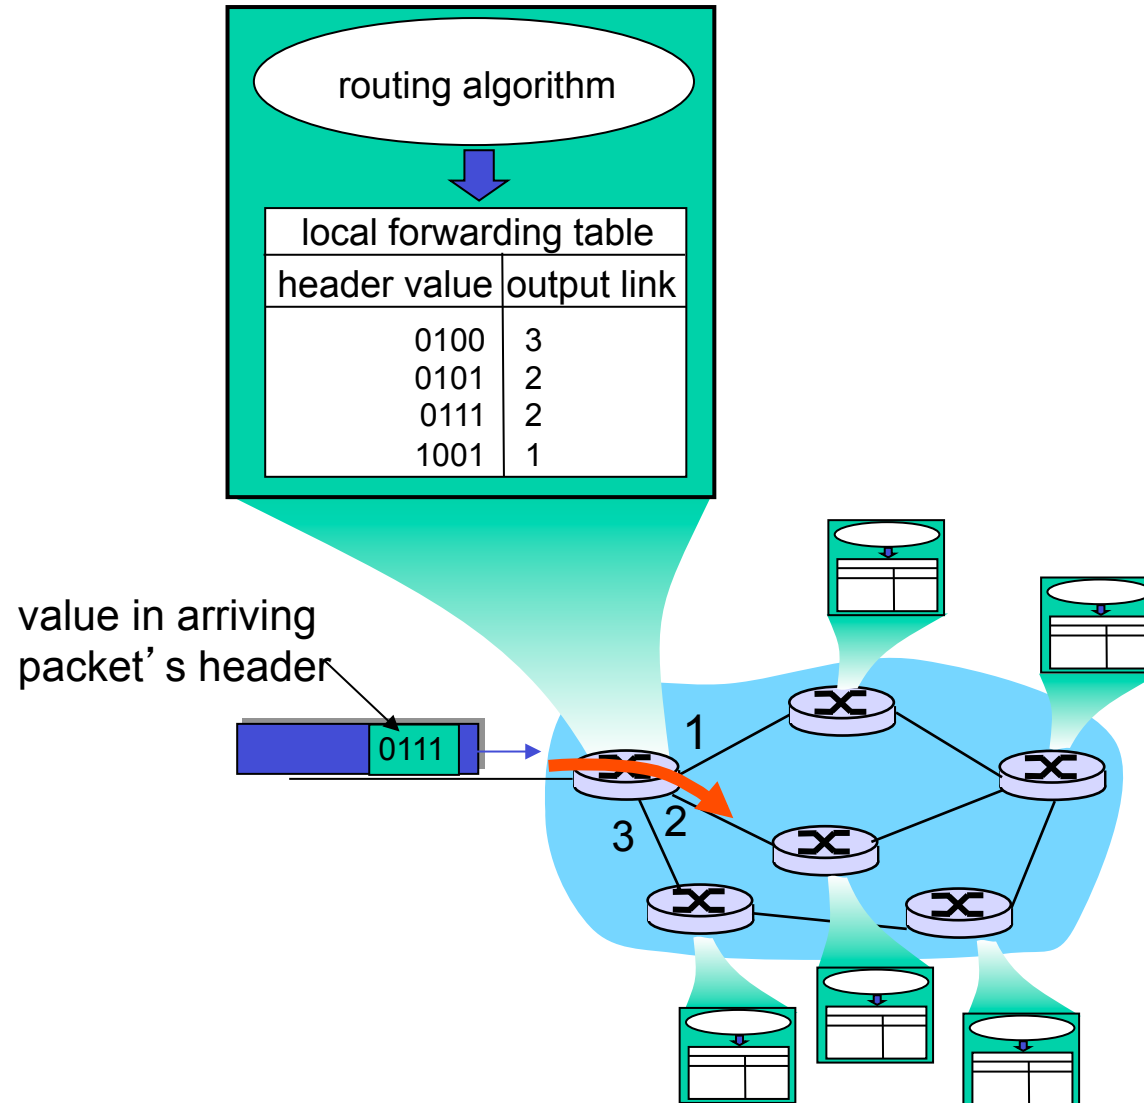 routing algorithm
local forwarding table
header value output link
0100 3
0101 2
0111 2
1001 1
value in arriving
packet’ s header
0111
1
2
3